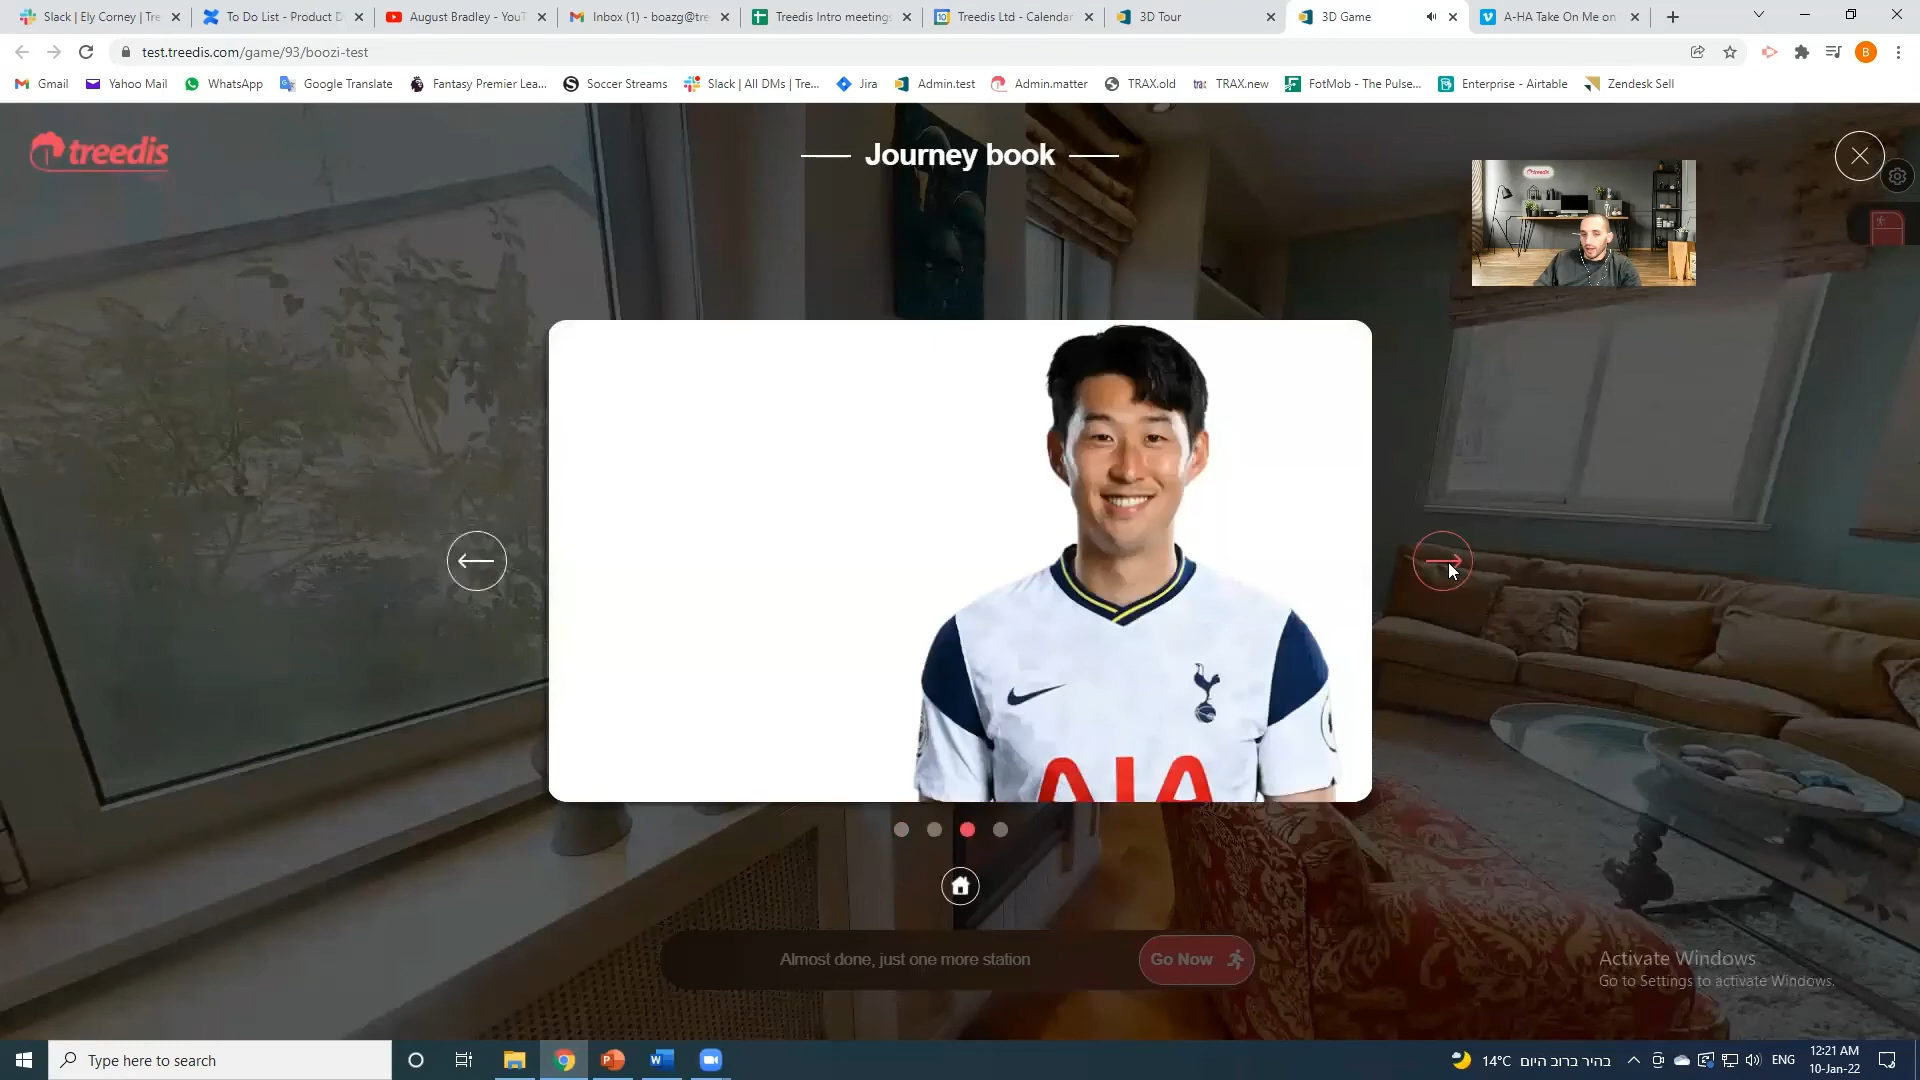 Slack | Ely Corney | Tre
To Do List - Product D
August Bradley - YouT
Inbox (1) - boazg@tre
Treedis Intro meetings
Treedis Ltd - Calendar
3D Tour
3D Game
A-HA Take On Me on
test.treedis.com/game/93/boozi-test
B
Gmail
Yahoo Mail
WhatsApp
Google Translate
Fantasy Premier Lea...
Soccer Streams
Slack | All DMs | Tre...
Jira
Admin.test
Admin.matter
TRAX.old
TRAX.new
FotMob - The Pulse...
Enterprise - Airtable
Zendesk Sell
treedis
Journey book
AIA
Almost done, just one more station
Go Now
Activate Windows
Go to Settings to activate Windows.
Type here to search
14°C
בהיר ברוב היום
ENG
12:21 AM
10-Jan-22